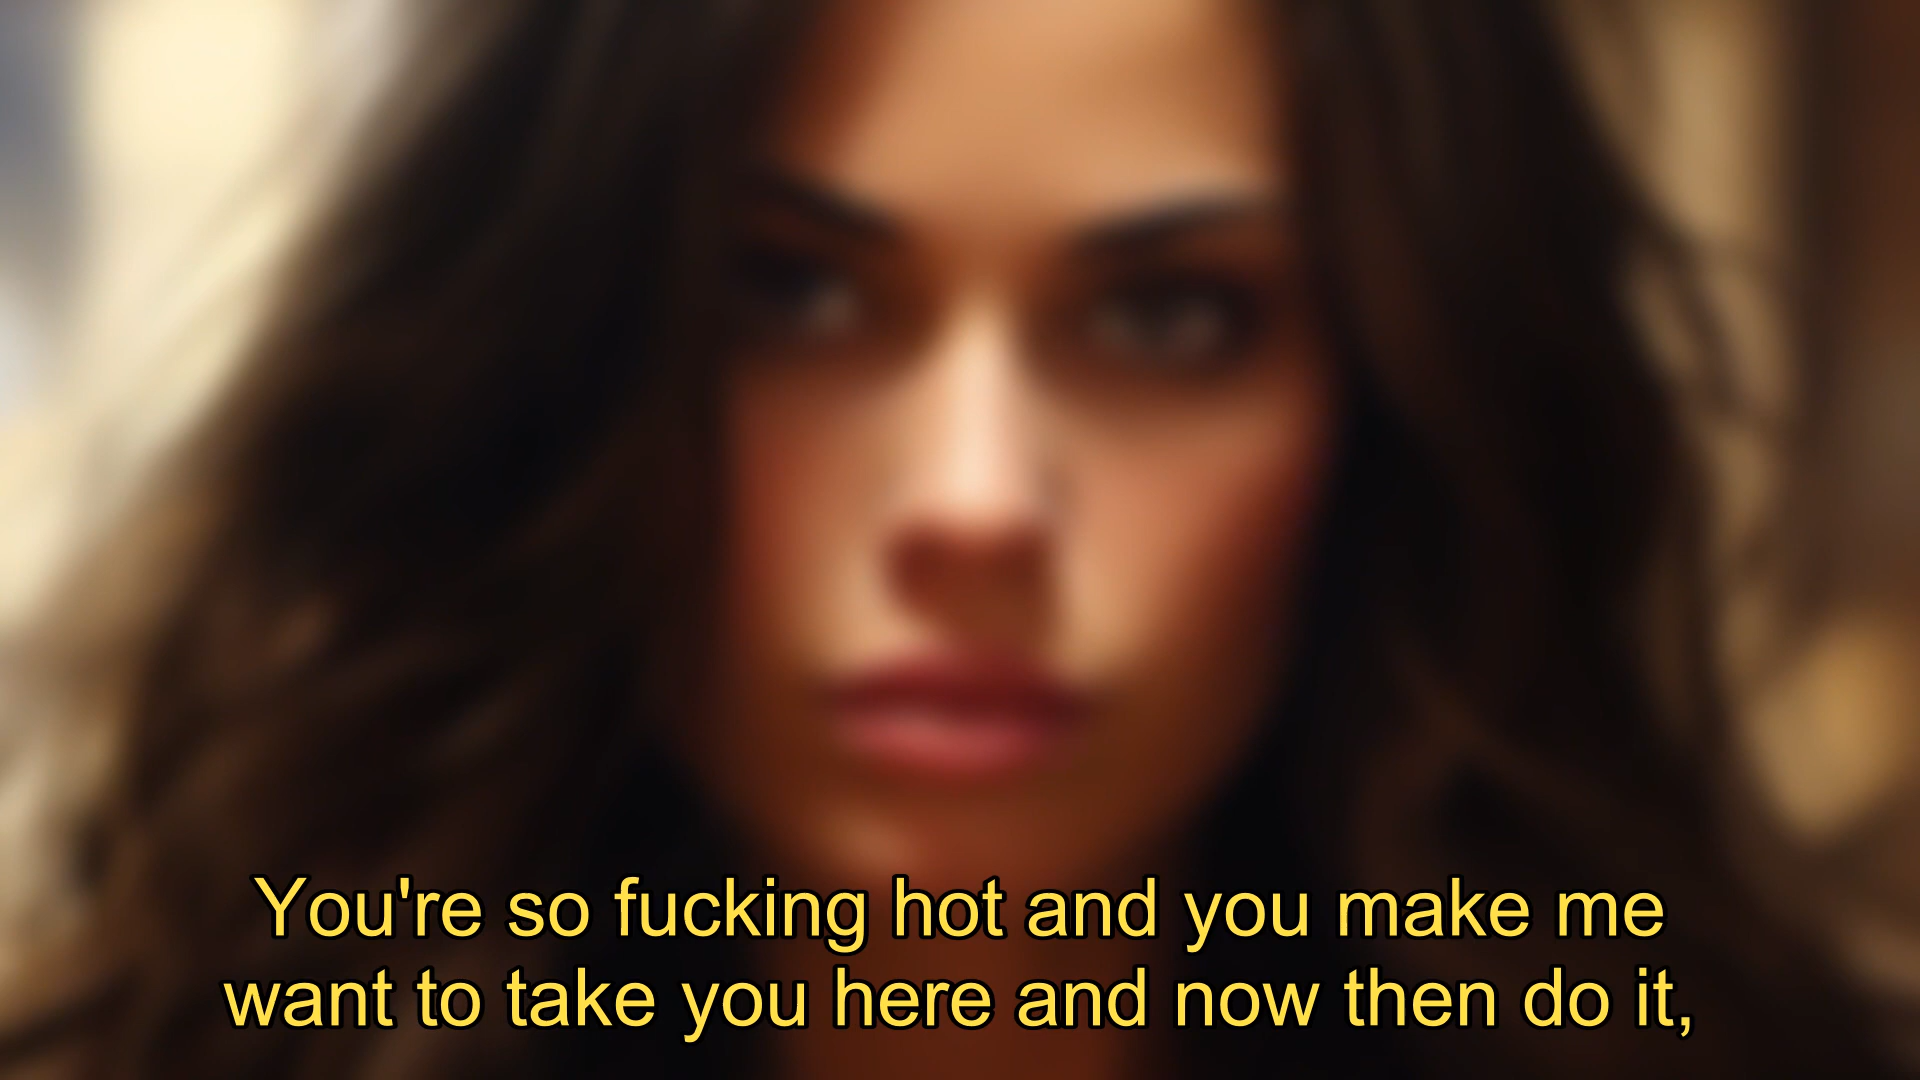 You're so fucking hot and you make me
want to take you here and now then do it,